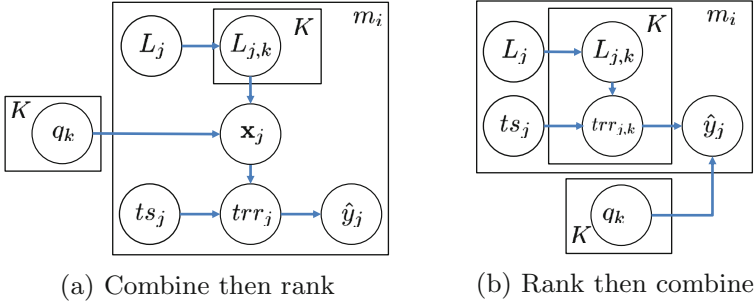 L_j L_{j,k} K m_i
K q_k x_j
ts_j trr_j ŷ_j
(a) Combine then rank
L_j L_{j,k} K m_i
ts_j trr_{j,k} ŷ_j
K q_k
(b) Rank then combine